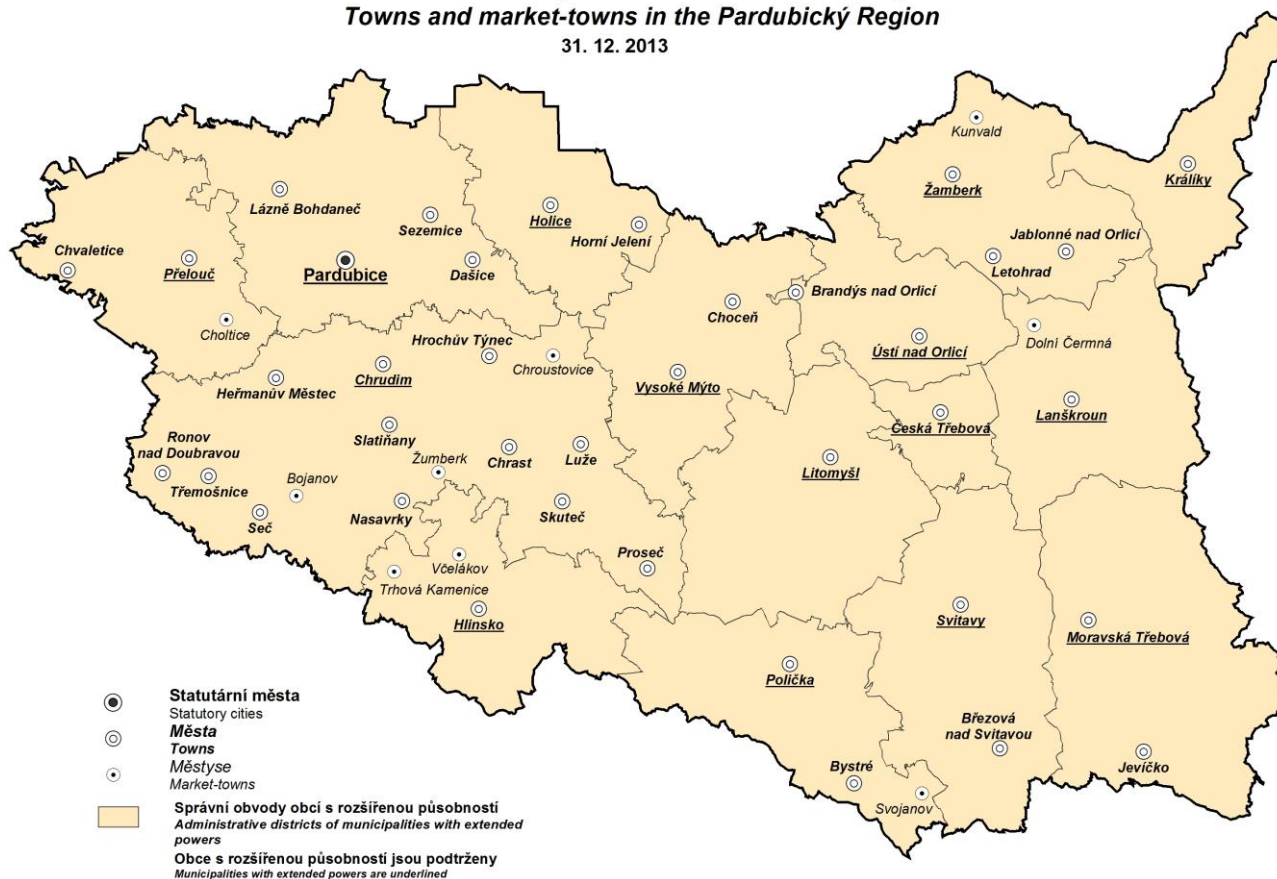 Towns and market-towns in the Pardubický Region
31. 12. 2013
Kunvald
Žamberk
Králíky
Lázně Bohdaneč
Holice
Sezemice
Horní Jelení
Jablonné nad Orlicí
Chvaletice
Přelouč
Pardubice
Dašice
Letohrad
Brandýs nad Orlicí
Choceň
Choltice
Hrochův Týnec
Chroustovice
Ústí nad Orlicí
Dolní Čermná
Chrudim
Heřmanův Městec
Vysoké Mýto
Lanškroun
Česká Třebová
Slatiňany
Ronov
nad Doubravou
Žumberk
Chrast
Luže
Litomyšl
Třemošnice
Bojanov
Seč
Nasavrky
Skuteč
Proseč
Včelákov
Trhová Kamenice
Hlinsko
Svitavy
Moravská Třebová
Polička
Březová
nad Svitavou
Bystré
Svojanov
Jevíčko
Statutární města
Statutory cities
Města
Towns
Městyse
Market-towns
Správní obvody obcí s rozšířenou působností
Administrative districts of municipalities with extended
powers
Obce s rozšířenou působností jsou podtrženy
Municipalities with extended powers are underlined